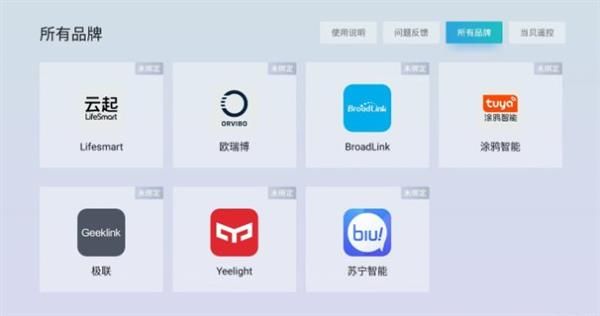 所有品牌
使用说明
问题反馈
所有品牌
当贝遥控
未绑定
云起
LifeSmart
Lifesmart
未绑定
ORVIBO
欧瑞博
未绑定
BroadLink
BroadLink
未绑定
tuya
涂鸦智能
涂鸦智能
未绑定
Geeklink
极联
未绑定
Yeelight
未绑定
biu!
苏宁智能